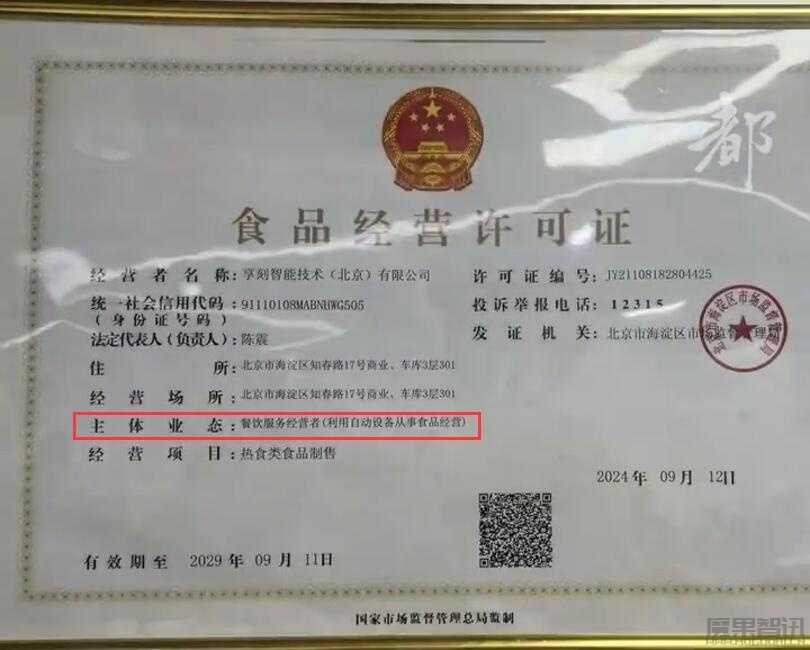 都
食品经营许可证
经营者名称：享刻智能技术（北京）有限公司
许可证编号：JY21108182804425
统一社会信用代码：91110108MABNHWG505
（身份证号码）
投诉举报电话：12315
法定代表人（负责人）：陈震
发证机关：北京市海淀区市场监督管理局
住所：北京市海淀区知春路17号商业、车库3层301
经营场所：北京市海淀区知春路17号商业、车库3层301
主体业态：餐饮服务经营者(利用自动设备从事食品经营)
经营项目：热食类食品制售
2024年09月12日
有效期至2029年09月11日
国家市场监督管理总局监制